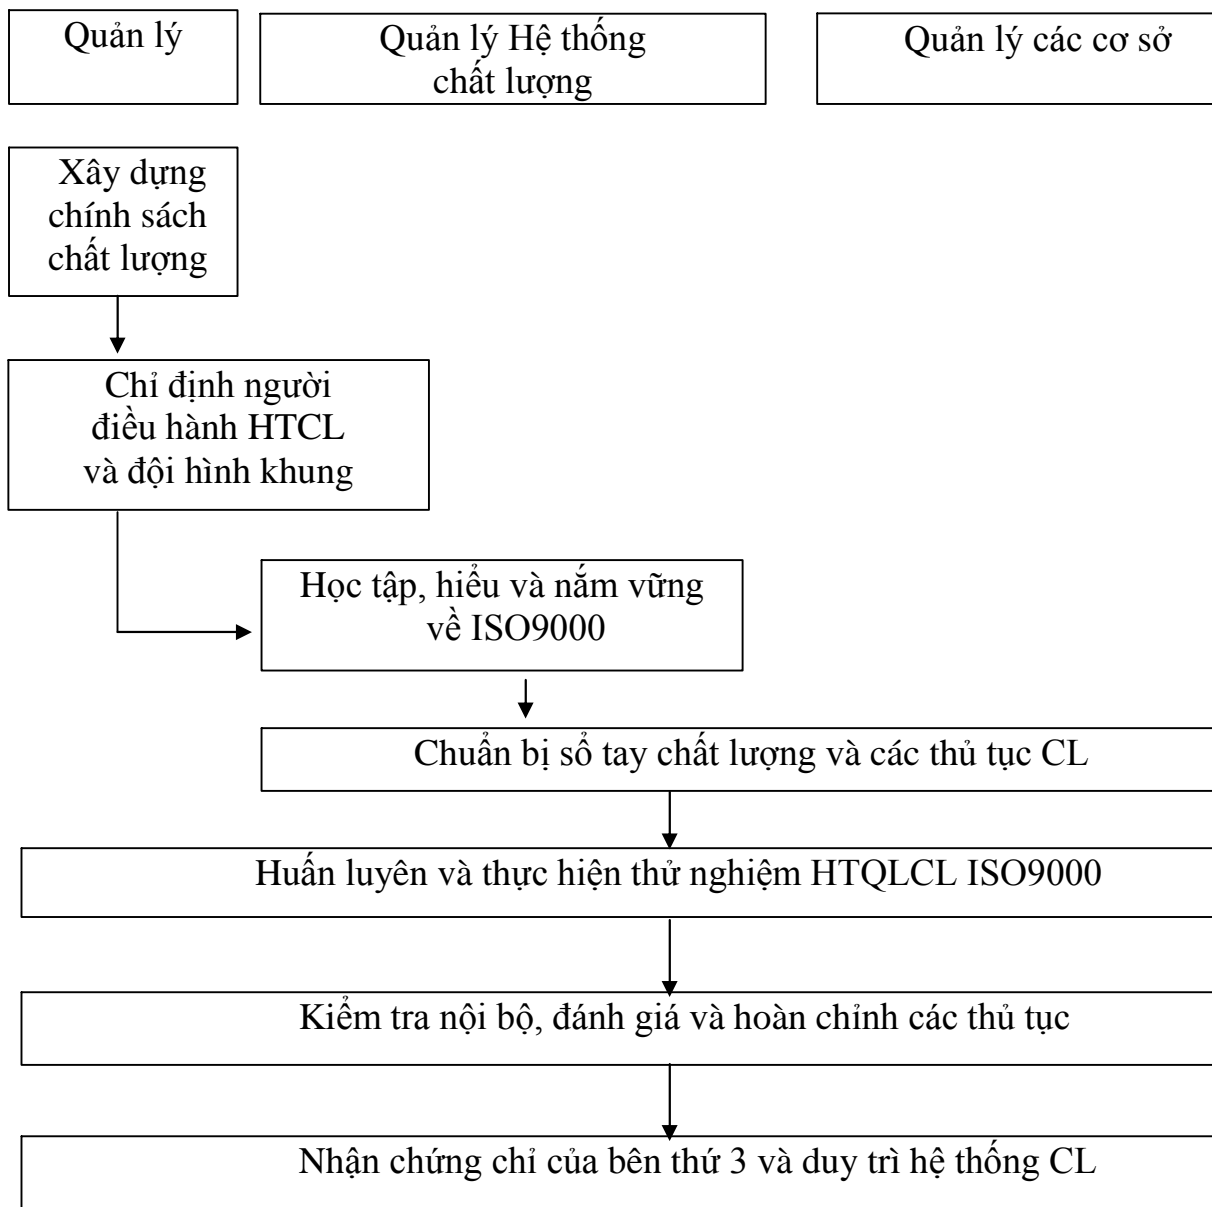 Quản lý
Quản lý Hệ thống
chất lượng
Quản lý các cơ sở
Xây dựng
chính sách
chất lượng
Chỉ định người
điều hành HTCL
và đội hình khung
Học tập, hiểu và nắm vững
về ISO9000
Chuẩn bị sổ tay chất lượng và các thủ tục CL
Huấn luyên và thực hiện thử nghiệm HTQLCL ISO9000
Kiểm tra nội bộ, đánh giá và hoàn chỉnh các thủ tục
Nhận chứng chỉ của bên thứ 3 và duy trì hệ thống CL